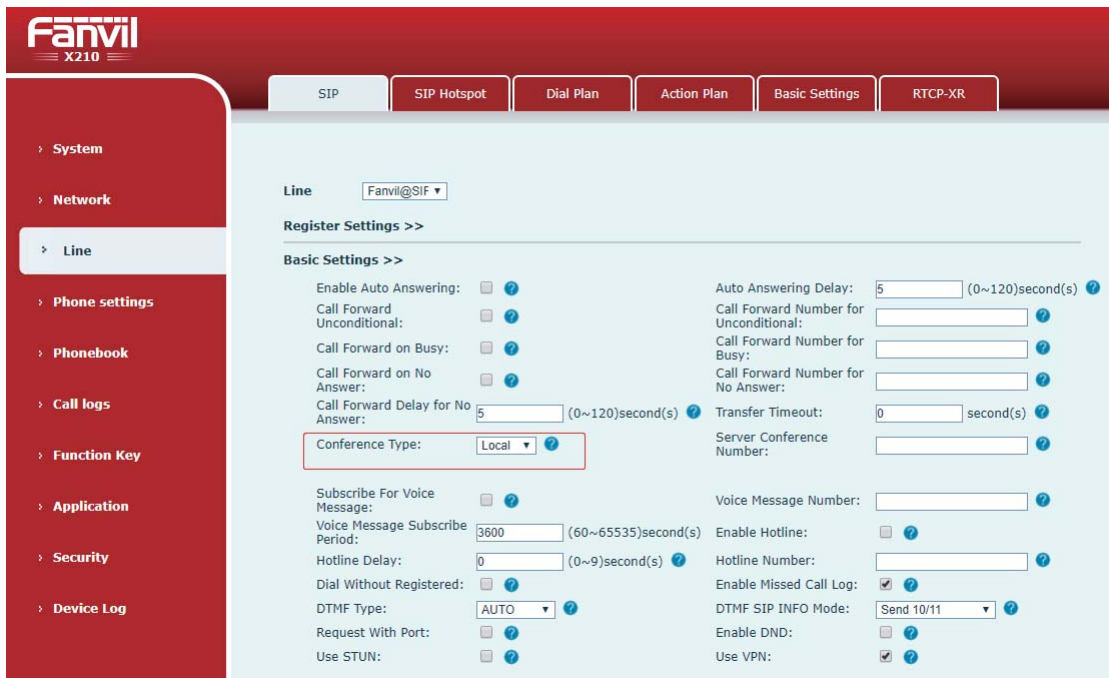 Fanvil
X210
SIP
SIP Hotspot
Dial Plan
Action Plan
Basic Settings
RTCP-XR
› System
› Network
› Line
› Phone settings
› Phonebook
› Call logs
› Function Key
› Application
› Security
› Device Log
Line Fanvil@SIF
Register Settings >>
Basic Settings >>
Enable Auto Answering: Auto Answering Delay: 5 (0~120)second(s)
Call Forward Unconditional: Call Forward Number for Unconditional:
Call Forward on Busy: Call Forward Number for Busy:
Call Forward on No Answer: Call Forward Number for No Answer:
Call Forward Delay for No Answer: 5 (0~120)second(s) Transfer Timeout: 0 second(s)
Conference Type: Local Server Conference Number:
Subscribe For Voice Message: Voice Message Number:
Voice Message Subscribe Period: 3600 (60~65535)second(s) Enable Hotline:
Hotline Delay: 0 (0~9)second(s) Hotline Number:
Dial Without Registered: Enable Missed Call Log:
DTMF Type: AUTO DTMF SIP INFO Mode: Send 10/11
Request With Port: Enable DND:
Use STUN: Use VPN: